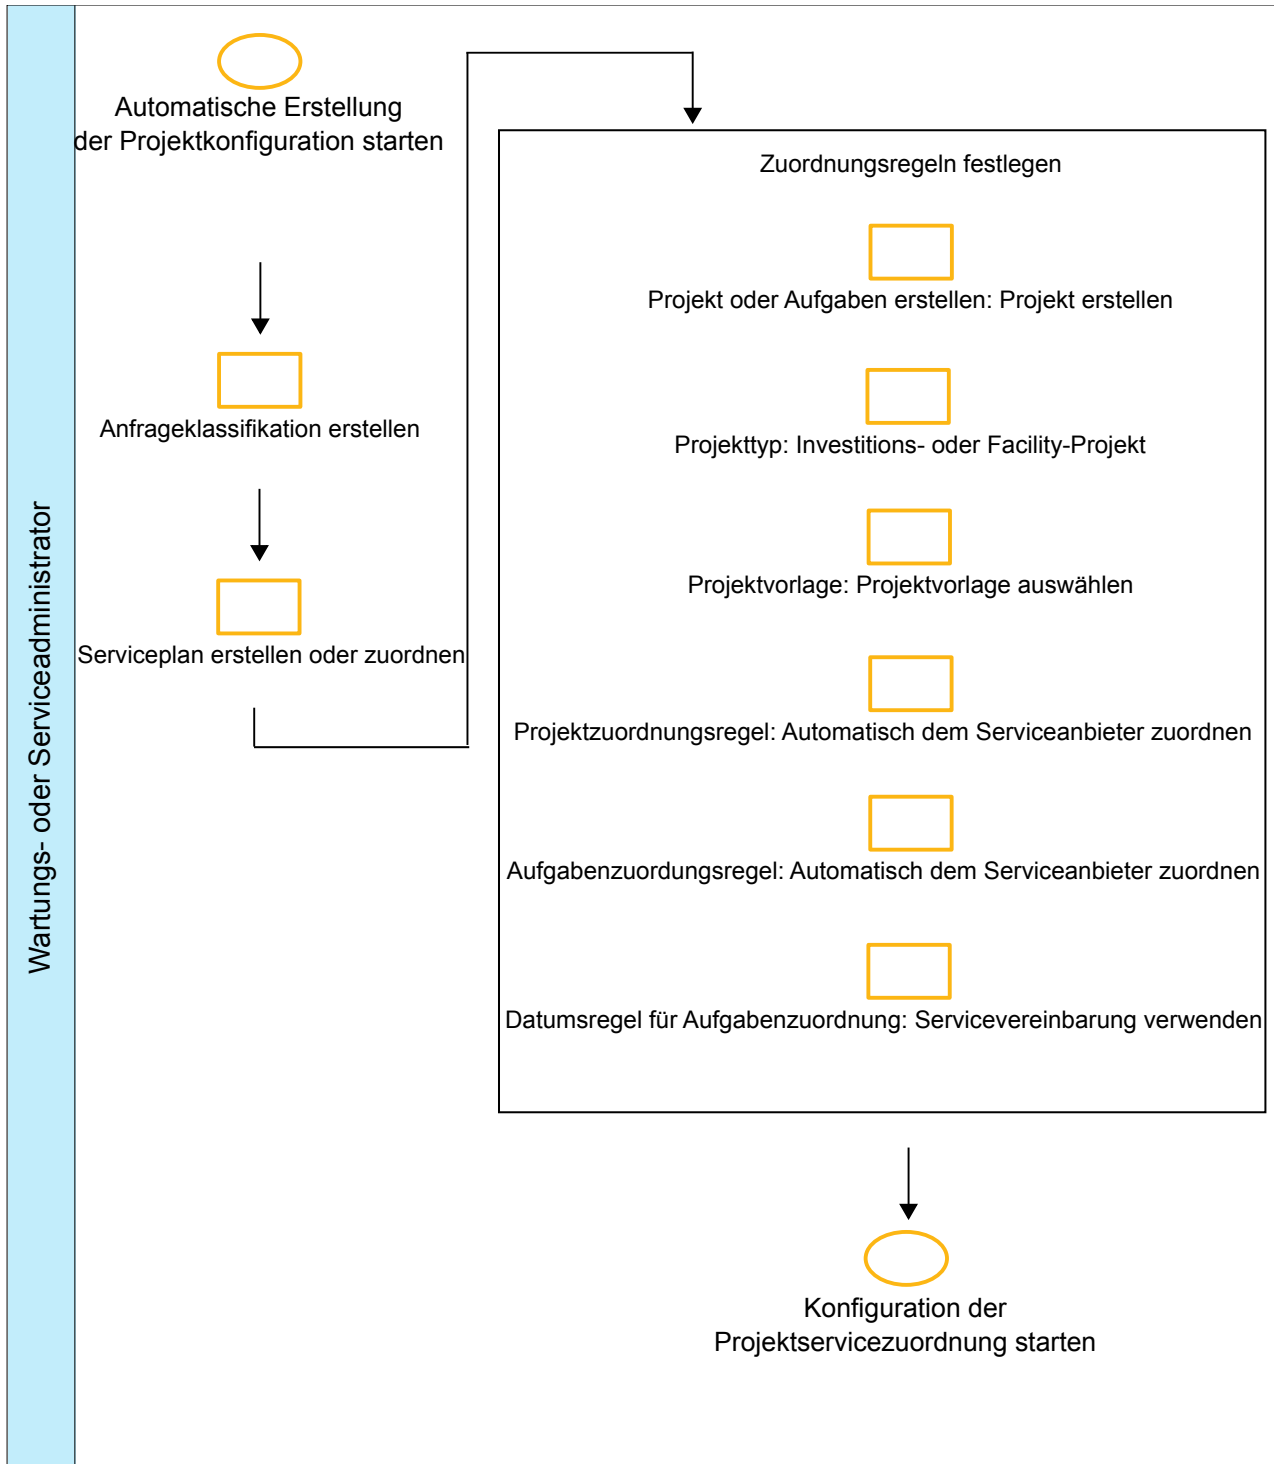 Wartungs- oder Serviceadministrator
Automatische Erstellung
der Projektkonfiguration starten
Anfrageklassifikation erstellen
Serviceplan erstellen oder zuordnen
Zuordnungsregeln festlegen
Projekt oder Aufgaben erstellen: Projekt erstellen
Projekttyp: Investitions- oder Facility-Projekt
Projektvorlage: Projektvorlage auswählen
Projektzuordnungsregel: Automatisch dem Serviceanbieter zuordnen
Aufgabenzuordungsregel: Automatisch dem Serviceanbieter zuordnen
Datumsregel für Aufgabenzuordnung: Servicevereinbarung verwenden
Konfiguration der
Projektservicezuordnung starten